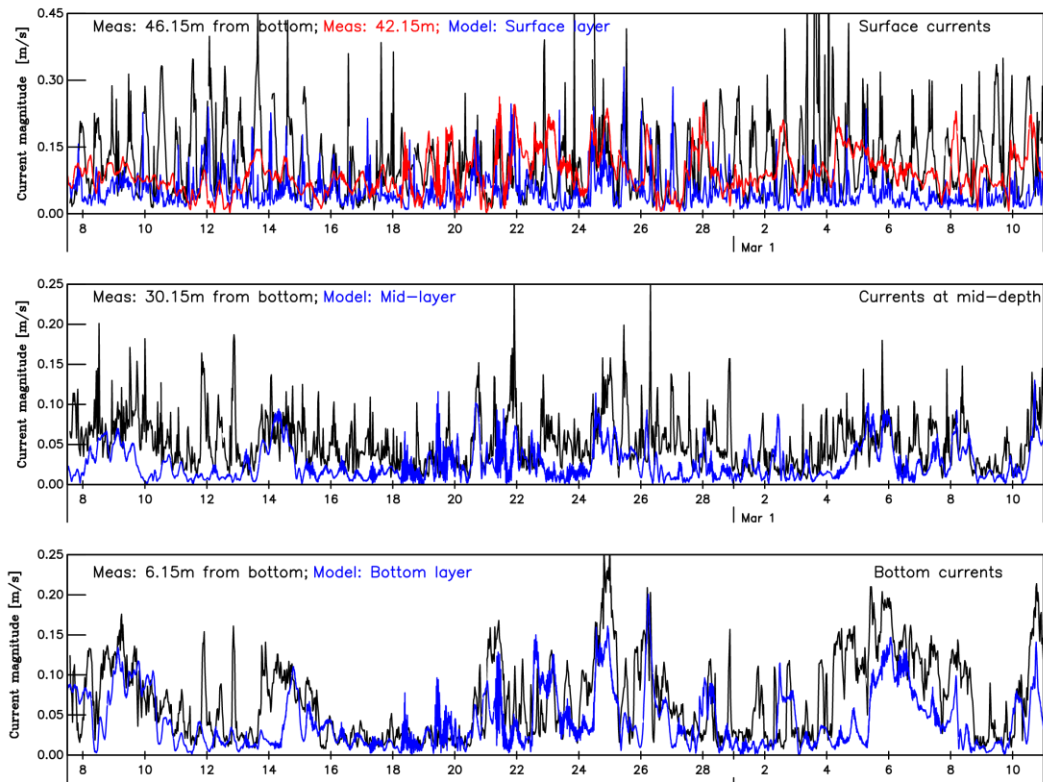 Meas: 46.15m from bottom; Meas: 42.15m; Model: Surface layer Surface currents
Current magnitude [m/s]
0.45
0.30
0.15
0.00
8 10 12 14 16 18 20 22 24 26 28 2 4 6 8 10
Mar 1
Meas: 30.15m from bottom; Model: Mid-layer Currents at mid-depth
Current magnitude [m/s]
0.25
0.20
0.15
0.10
0.05
0.00
8 10 12 14 16 18 20 22 24 26 28 2 4 6 8 10
Mar 1
Meas: 6.15m from bottom; Model: Bottom layer Bottom currents
Current magnitude [m/s]
0.25
0.20
0.15
0.10
0.05
0.00
8 10 12 14 16 18 20 22 24 26 28 2 4 6 8 10
Mar 1